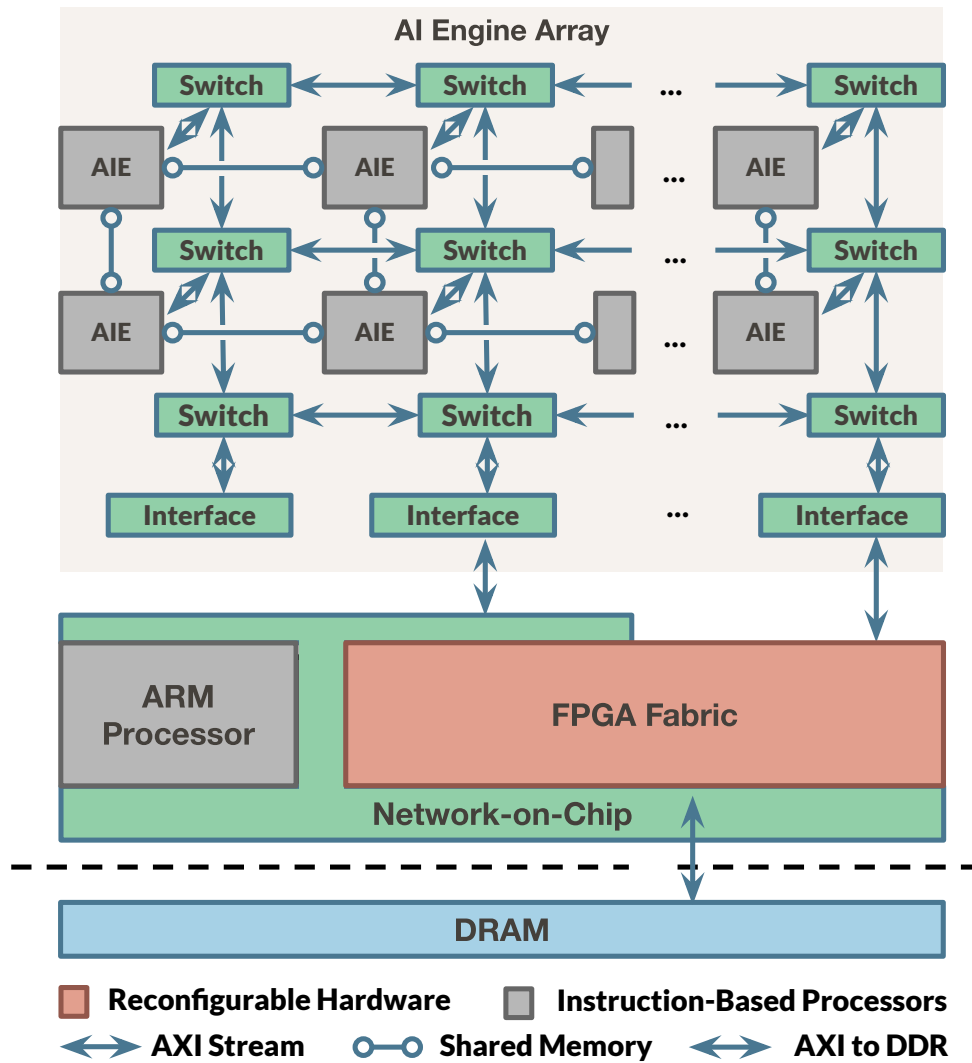 AI Engine Array
Switch Switch ... Switch
AIE AIE ... AIE
Switch Switch ... Switch
AIE AIE ... AIE
Switch Switch ... Switch
Interface Interface ... Interface
ARM
Processor
FPGA Fabric
Network-on-Chip
DRAM
Reconfigurable Hardware Instruction-Based Processors
AXI Stream Shared Memory AXI to DDR